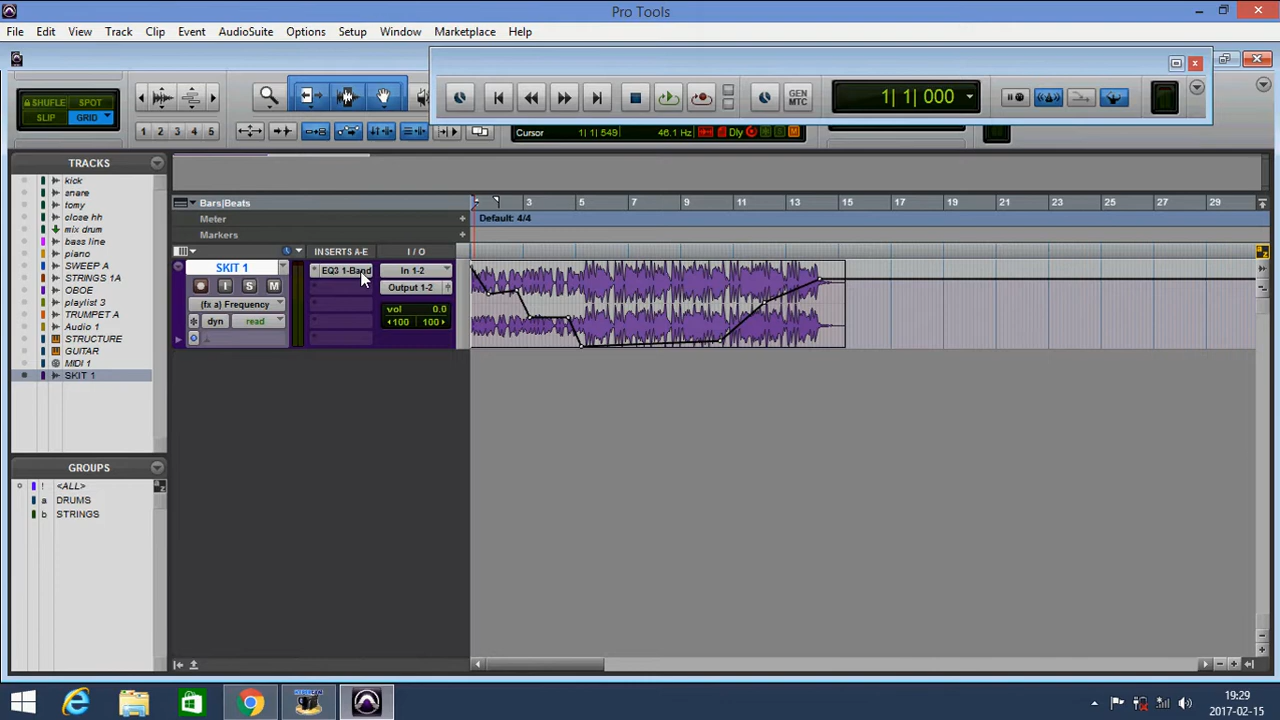 Pro Tools
File Edit View Track Clip Event AudioSuite Options Setup Window Marketplace Help
SHUFLE SPOT
SLIP GRID
1 2 3 4 5
GEN
MTC
1| 1| 000
Cursor 1| 1| 549 46.1 Hz Dly M
TRACKS
kick
snare
tomy
close hh
mix drum
bass line
piano
SWEEP A
STRINGS 1A
OBOE
playlist 3
TRUMPET A
Audio 1
STRUCTURE
GUITAR
MIDI 1
SKIT 1
GROUPS
a z
! <ALL>
a DRUMS
b STRINGS
Bars|Beats 3 5 7 9 11 13 15 17 19 21 23 25 27 29
Meter Default: 4/4
Markers
INSERTS A-E I / O
SKIT 1 EQ3 1-Band In 1-2
I S M Output 1-2
(fx a) Frequency vol 0.0
dyn read 100 100
a z
19:29
2017-02-15